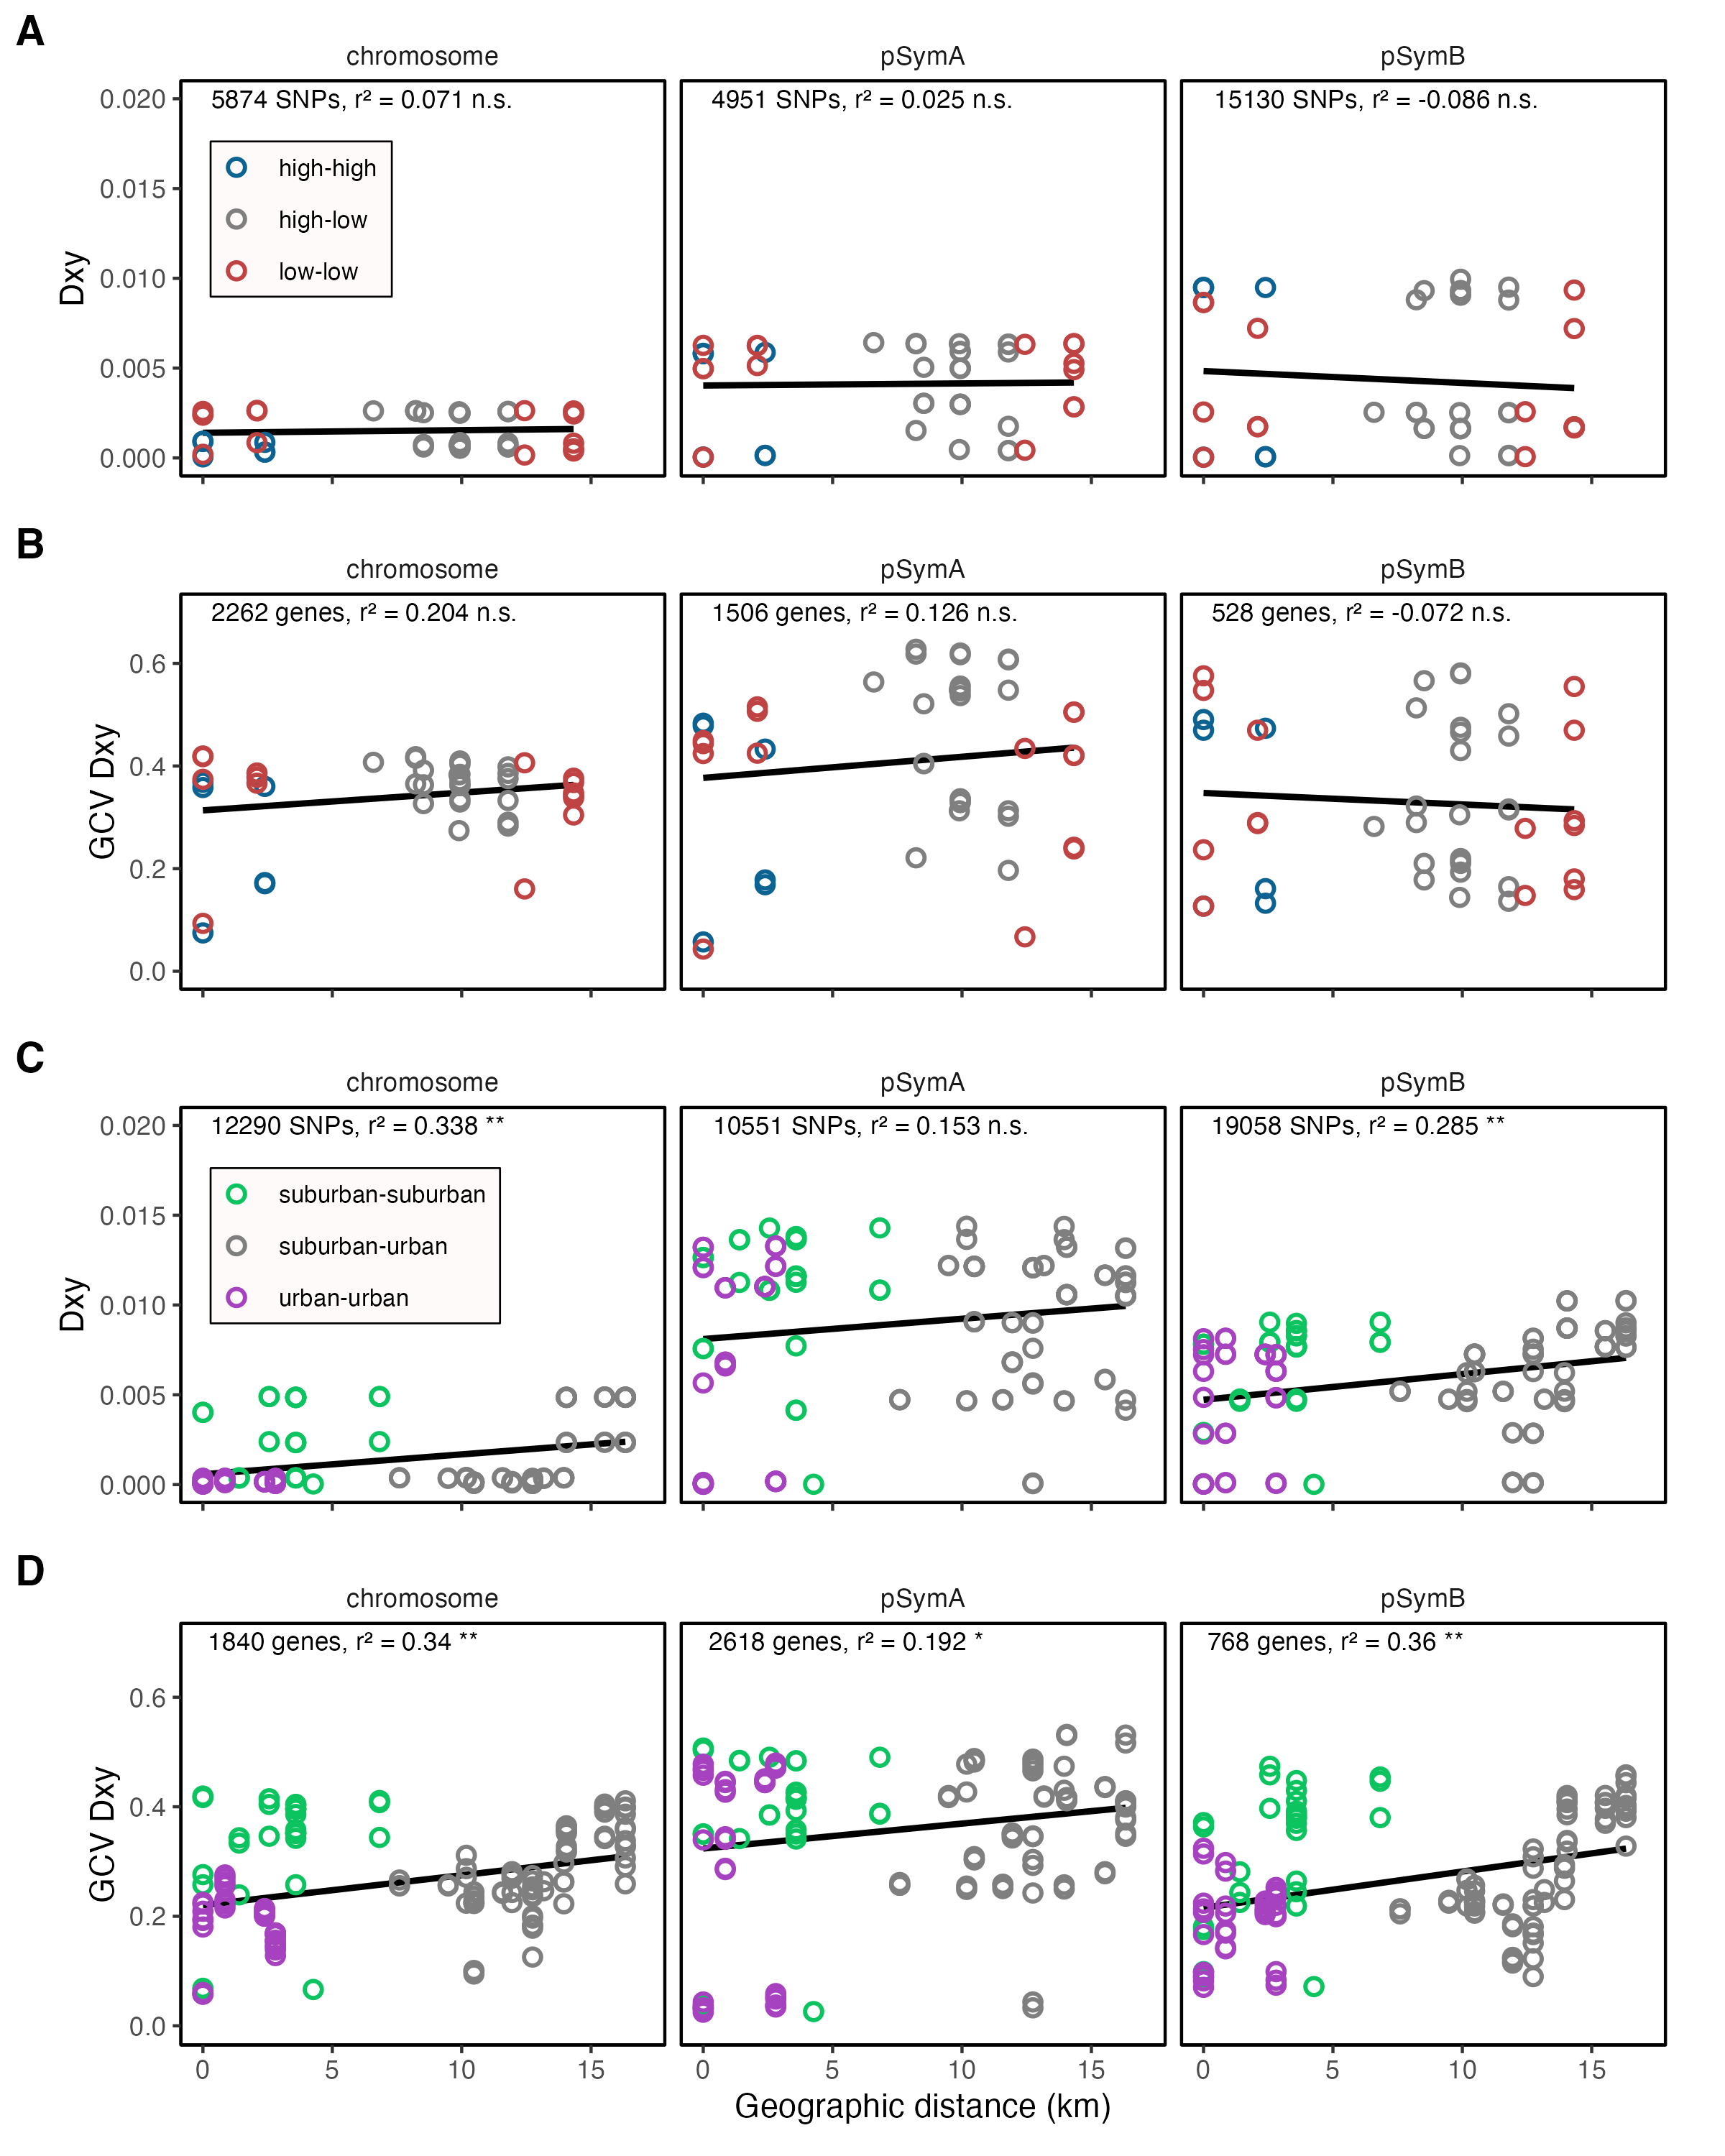 A
chromosome pSymA pSymB
5874 SNPs, r² = 0.071 n.s. 4951 SNPs, r² = 0.025 n.s. 15130 SNPs, r² = -0.086 n.s.
0.020
0.015
0.010
0.005
0.000
Dxy
high-high
high-low
low-low
B
chromosome pSymA pSymB
2262 genes, r² = 0.204 n.s. 1506 genes, r² = 0.126 n.s. 528 genes, r² = -0.072 n.s.
0.6
0.4
0.2
0.0
GCV Dxy
C
chromosome pSymA pSymB
12290 SNPs, r² = 0.338 ** 10551 SNPs, r² = 0.153 n.s. 19058 SNPs, r² = 0.285 **
0.020
0.015
0.010
0.005
0.000
Dxy
suburban-suburban
suburban-urban
urban-urban
D
chromosome pSymA pSymB
1840 genes, r² = 0.34 ** 2618 genes, r² = 0.192 * 768 genes, r² = 0.36 **
0.6
0.4
0.2
0.0
GCV Dxy
0 5 10 15 0 5 10 15 0 5 10 15
Geographic distance (km)